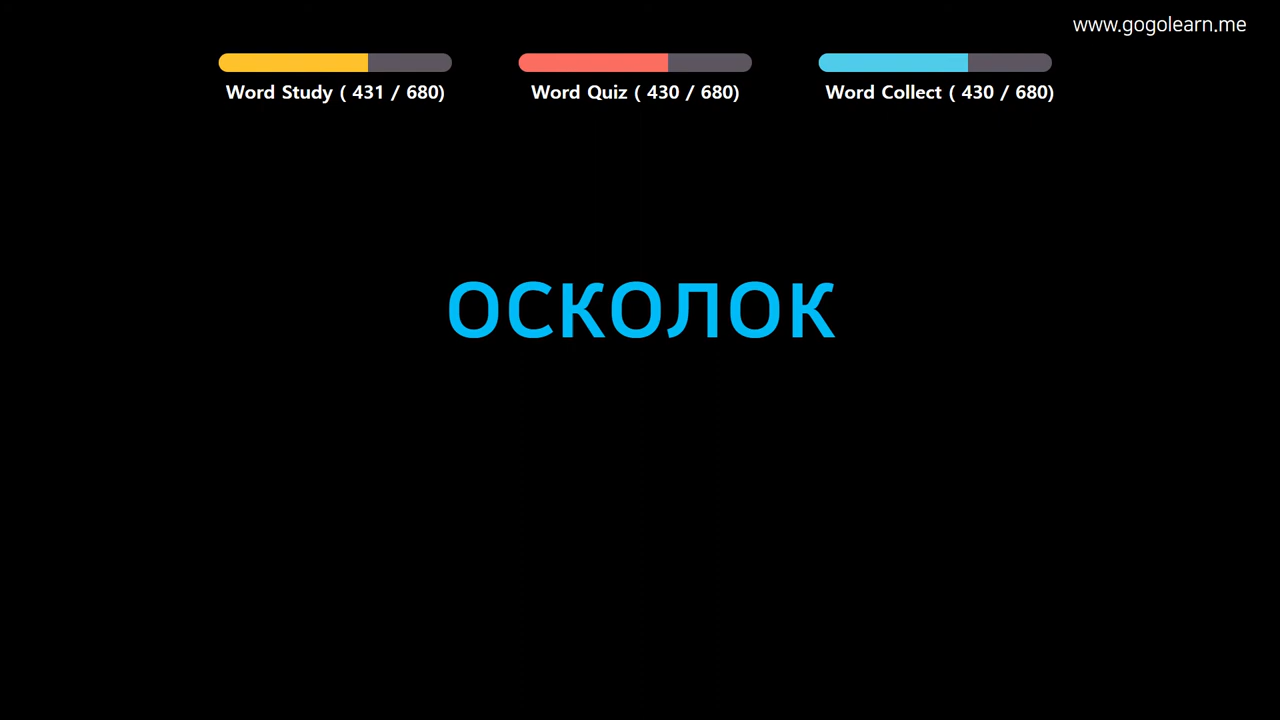 www.gogolearn.me
Word Study ( 431 / 680)
Word Quiz ( 430 / 680)
Word Collect ( 430 / 680)
осколок